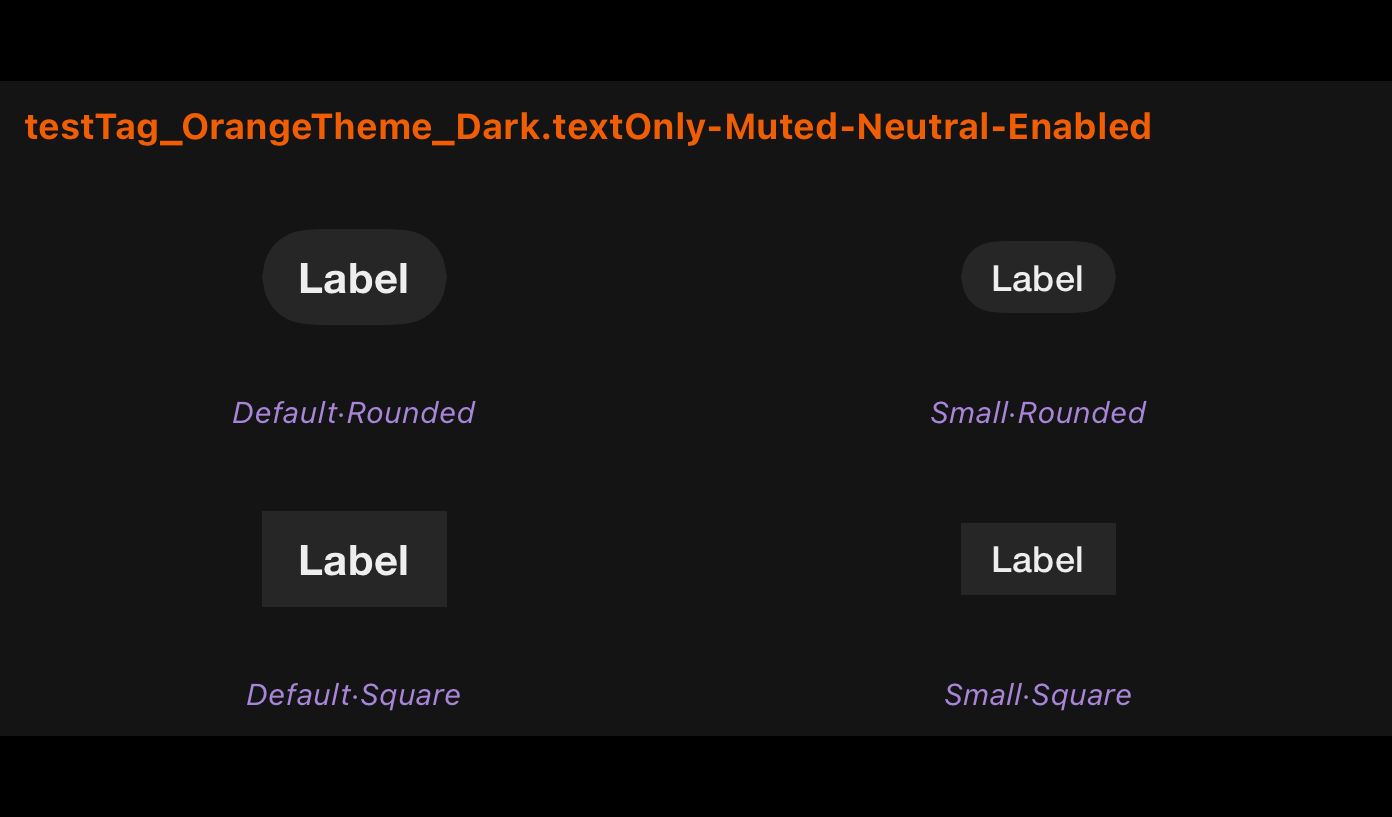 testTag_OrangeTheme_Dark.textOnly-Muted-Neutral-Enabled
Label
Label
Default·Rounded
Small·Rounded
Label
Label
Default·Square
Small·Square